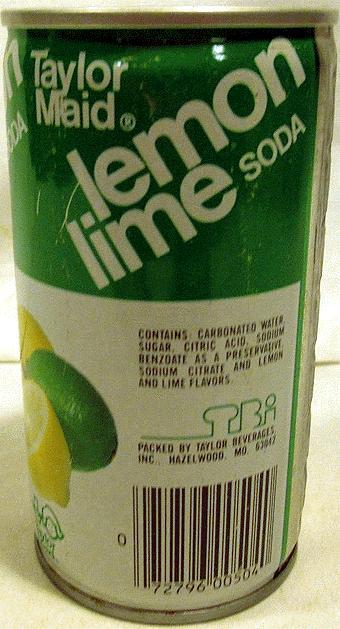 Taylor
Maid®
lemon
lime SODA
n
ODA
CONTAINS: CARBONATED WATER,
SUGAR, CITRIC ACID, SODIUM
BENZOATE AS A PRESERVATIVE,
SODIUM CITRATE AND LEMON
AND LIME FLAVORS.
TBi
PACKED BY TAYLOR BEVERAGES,
INC., HAZELWOOD, MO. 63042
0
72796 00504